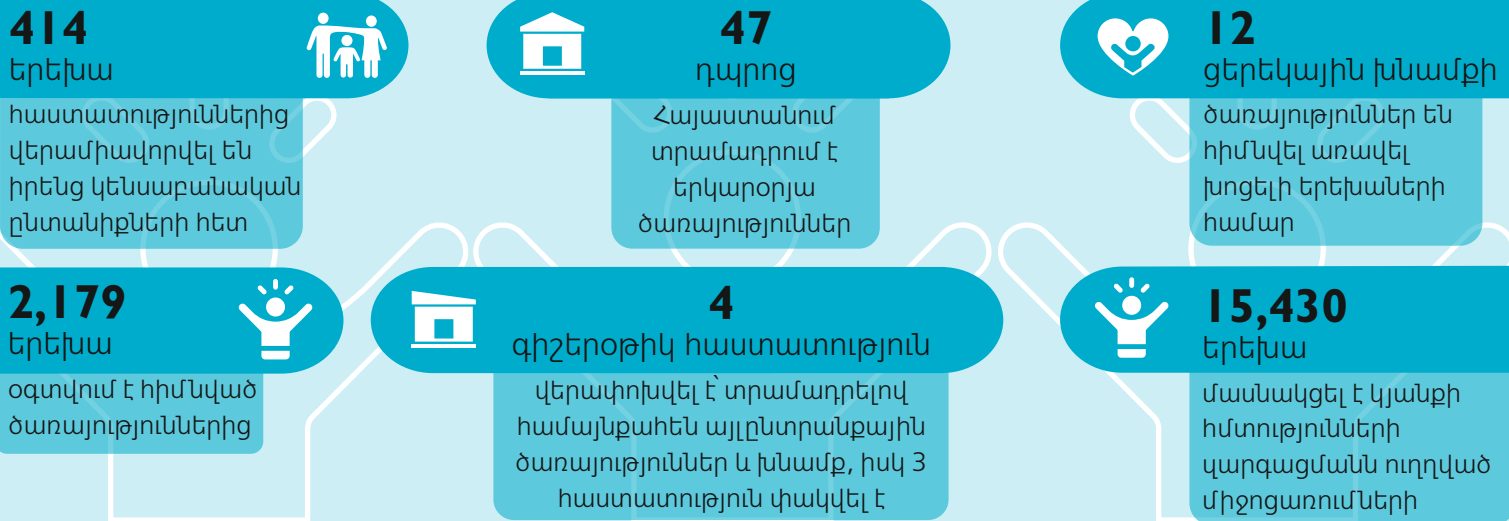 414
երեխա
հաստատություններից
վերամիավորվել են
իրենց կենսաբանական
ընտանիքների հետ
47
դպրոց
Հայաստանում
տրամադրում է
երկարօրյա
ծառայություններ
12
ցերեկային խնամքի
ծառայություններ են
հիմնվել առավել
խոցելի երեխաների
համար
2,179
երեխա
օգտվում է հիմնված
ծառայություններից
4
գիշերօթիկ հաստատություն
վերափոխվել է՝ տրամադրելով
համայնքահեն այլընտրանքային
ծառայություններ և խնամք, իսկ 3
հաստատություն փակվել է
15,430
երեխա
մասնակցել է կյանքի
հմտությունների
զարգացմանն ուղղված
միջոցառումների